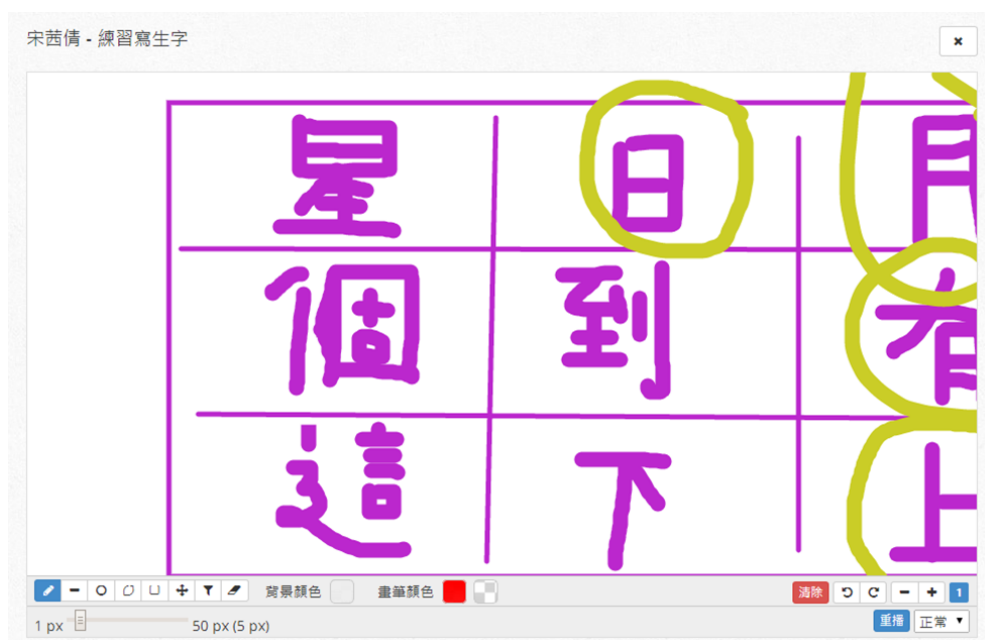 宋茜倩 - 練習寫生字
×
星 日 月
個 到 有
這 下 上
背景顏色 畫筆顏色 清除 1
1 px 50 px (5 px) 重播 正常